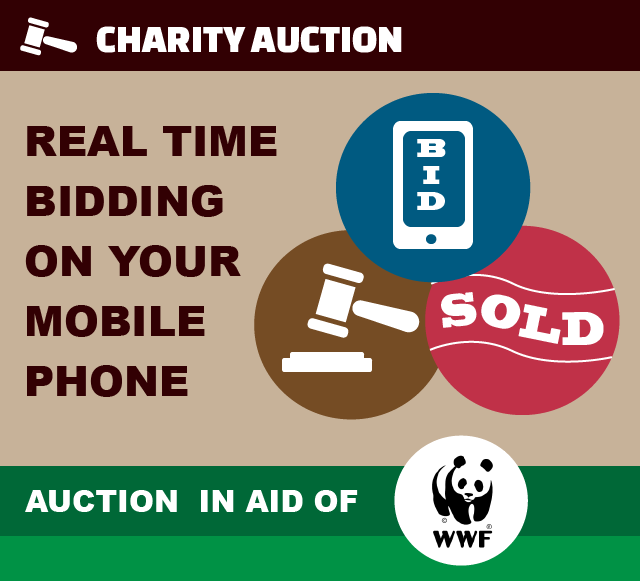 CHARITY AUCTION
REAL TIME
BIDDING
ON YOUR
MOBILE
PHONE
BID
SOLD
AUCTION IN AID OF
©
®
WWF